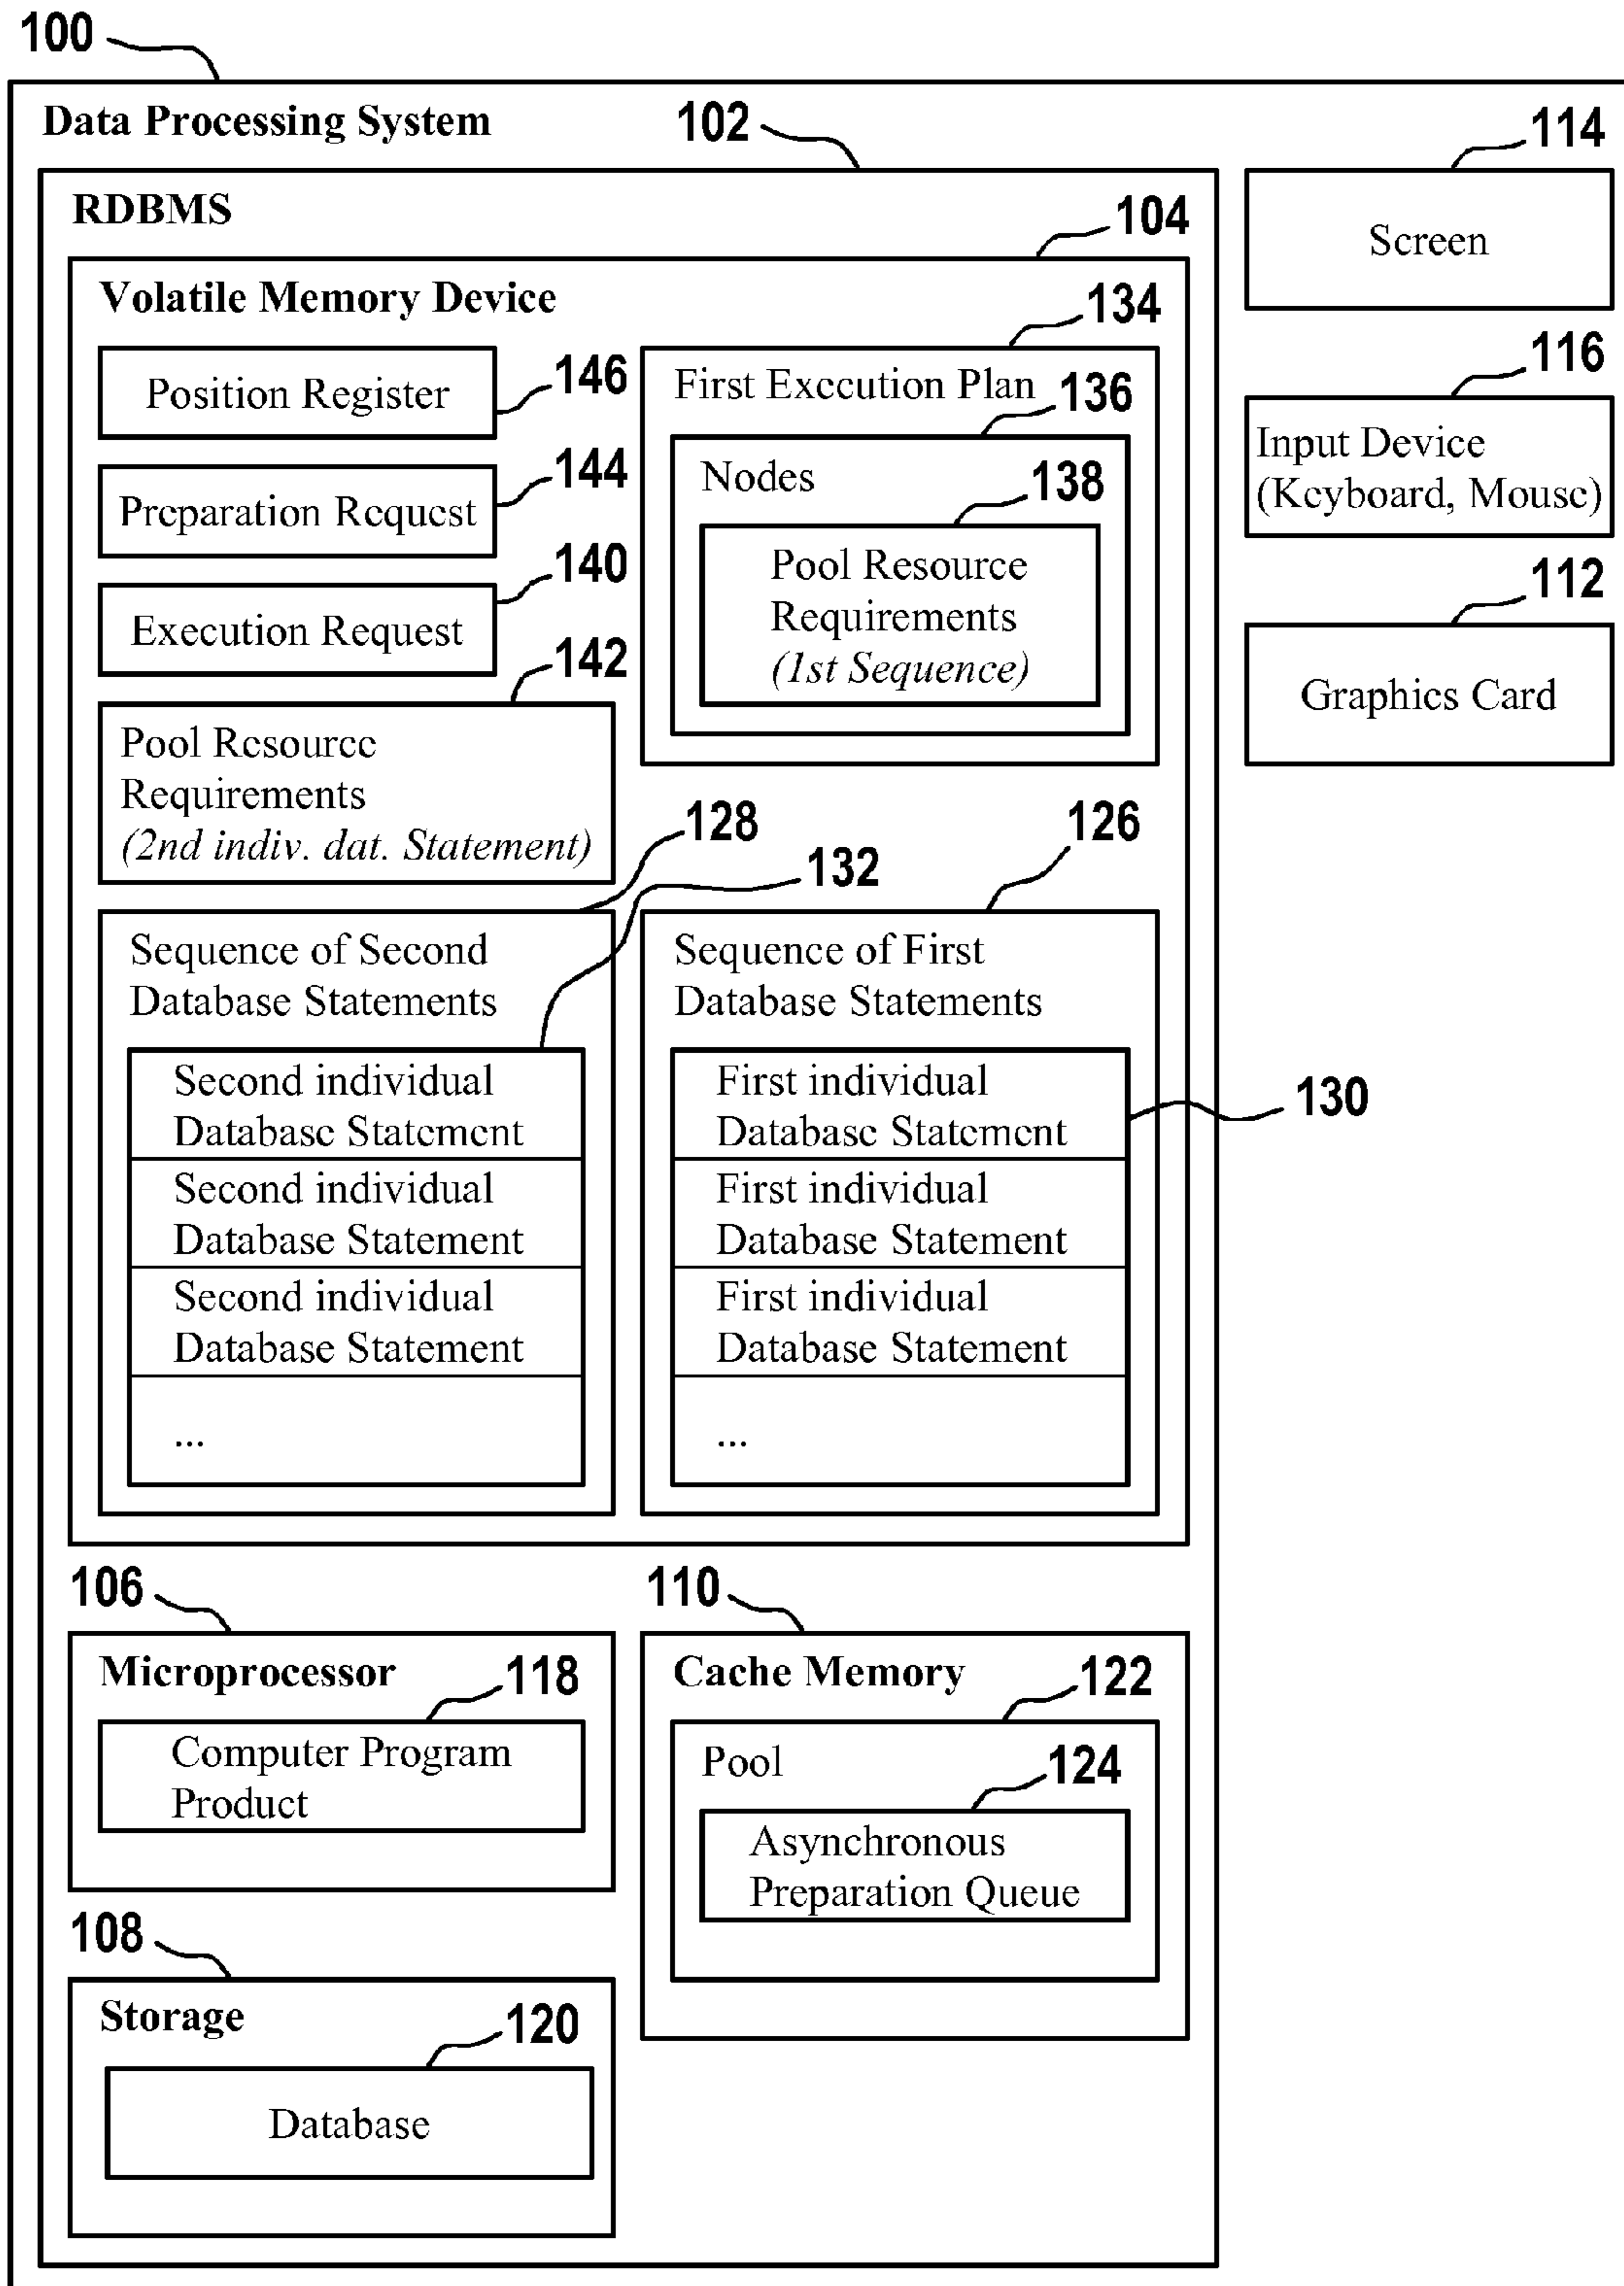 100
Data Processing System
102
114
RDBMS
104
Screen
Volatile Memory Device
134
Position Register
146
First Execution Plan
136
116
Input Device
(Keyboard, Mouse)
Preparation Request
144
Nodes
138
Execution Request
140
Pool Resource
Requirements
(1st Sequence)
112
Graphics Card
142
Pool Resource
Requirements
(2nd indiv. dat. Statement)
128
132
126
Sequence of Second
Database Statements
Sequence of First
Database Statements
Second individual
Database Statement
Second individual
Database Statement
Second individual
Database Statement
...
First individual
Database Statement
First individual
Database Statement
First individual
Database Statement
...
130
106
110
Microprocessor
118
Computer Program
Product
Cache Memory
122
Pool
124
Asynchronous
Preparation Queue
108
Storage
120
Database